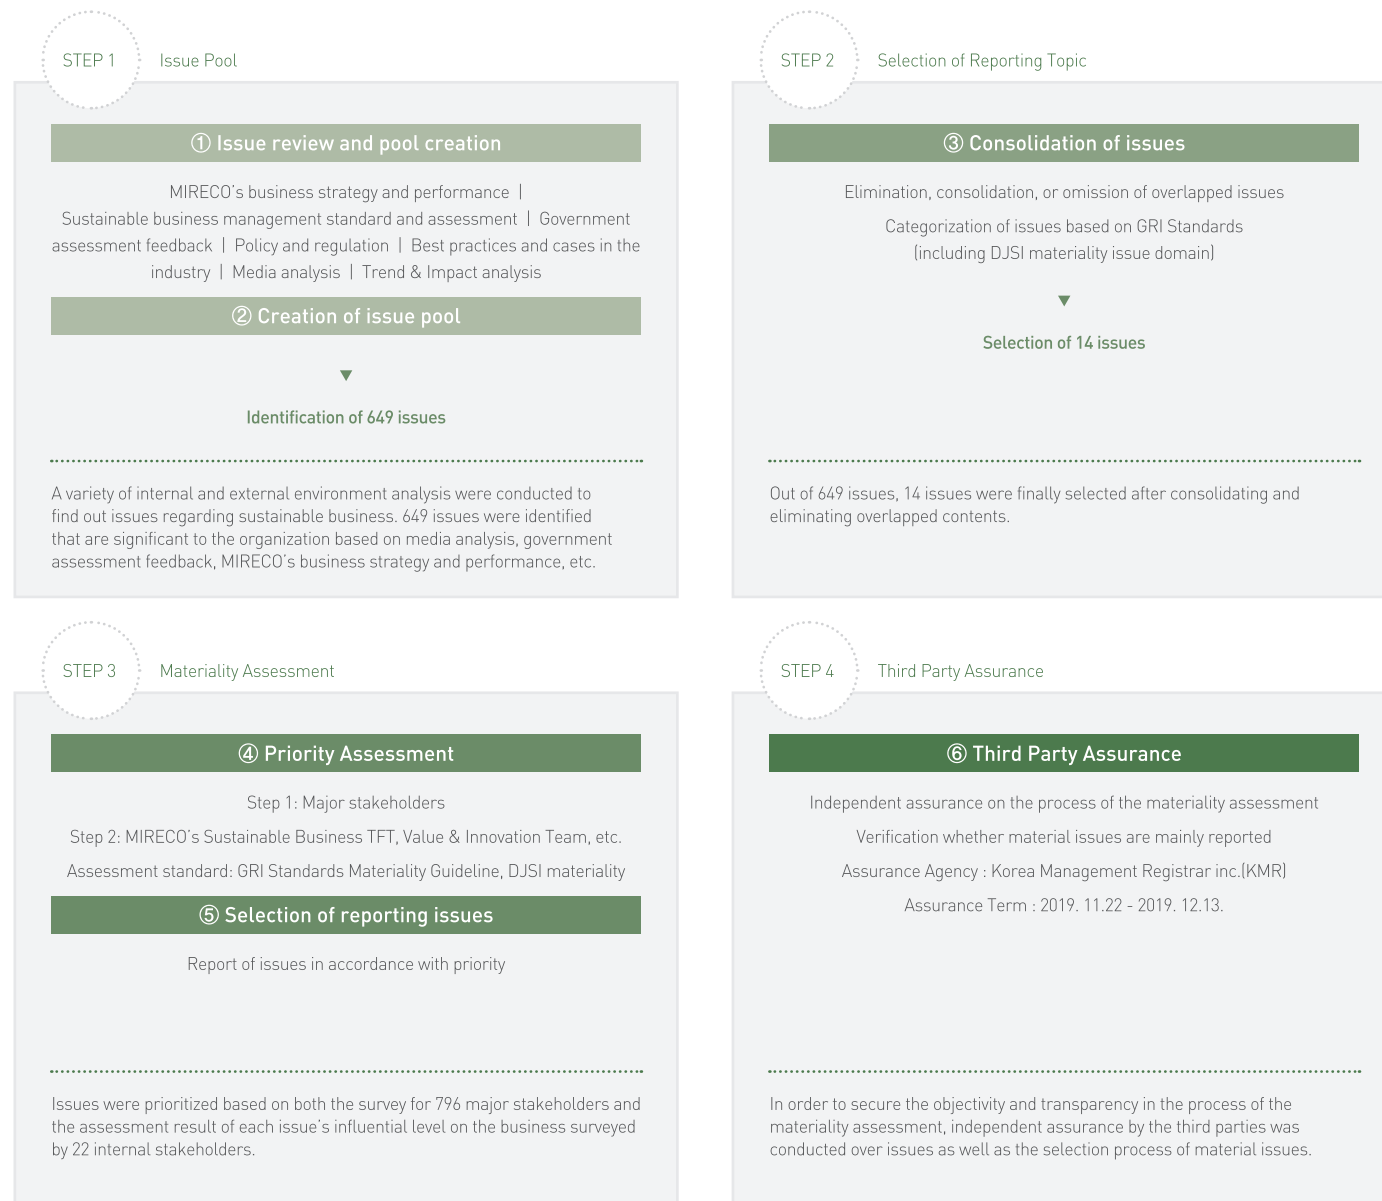 STEP 1
Issue Pool
① Issue review and pool creation
MIRECO's business strategy and performance |
Sustainable business management standard and assessment | Government
assessment feedback | Policy and regulation | Best practices and cases in the
industry | Media analysis | Trend & Impact analysis
② Creation of issue pool
▼
Identification of 649 issues
A variety of internal and external environment analysis were conducted to
find out issues regarding sustainable business. 649 issues were identified
that are significant to the organization based on media analysis, government
assessment feedback, MIRECO's business strategy and performance, etc.
STEP 2
Selection of Reporting Topic
③ Consolidation of issues
Elimination, consolidation, or omission of overlapped issues
Categorization of issues based on GRI Standards
(including DJSI materiality issue domain)
▼
Selection of 14 issues
Out of 649 issues, 14 issues were finally selected after consolidating and
eliminating overlapped contents.
STEP 3
Materiality Assessment
④ Priority Assessment
Step 1: Major stakeholders
Step 2: MIRECO's Sustainable Business TFT, Value & Innovation Team, etc.
Assessment standard: GRI Standards Materiality Guideline, DJSI materiality
⑤ Selection of reporting issues
Report of issues in accordance with priority
Issues were prioritized based on both the survey for 796 major stakeholders and
the assessment result of each issue's influential level on the business surveyed
by 22 internal stakeholders.
STEP 4
Third Party Assurance
⑥ Third Party Assurance
Independent assurance on the process of the materiality assessment
Verification whether material issues are mainly reported
Assurance Agency : Korea Management Registrar inc.(KMR)
Assurance Term : 2019. 11.22 - 2019. 12.13.
In order to secure the objectivity and transparency in the process of the
materiality assessment, independent assurance by the third parties was
conducted over issues as well as the selection process of material issues.